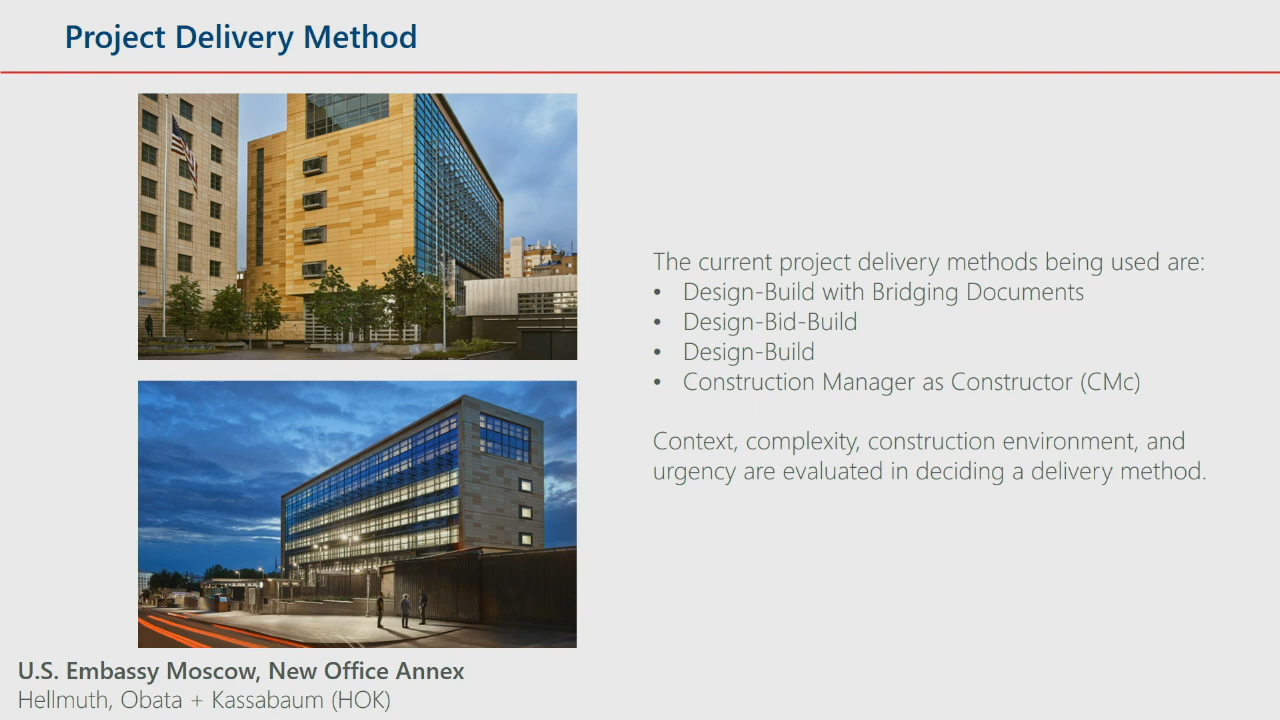 Project Delivery Method
The current project delivery methods being used are:
• Design-Build with Bridging Documents
• Design-Bid-Build
• Design-Build
• Construction Manager as Constructor (CMc)
Context, complexity, construction environment, and
urgency are evaluated in deciding a delivery method.
U.S. Embassy Moscow, New Office Annex
Hellmuth, Obata + Kassabaum (HOK)